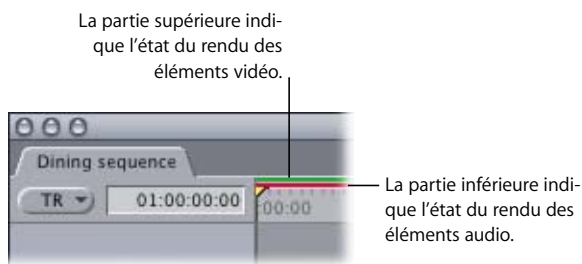 La partie supérieure indi-
que l'état du rendu des
éléments vidéo.
Dining sequence
TR 01:00:00:00 :00:00
La partie inférieure indi-
que l'état du rendu des
éléments audio.